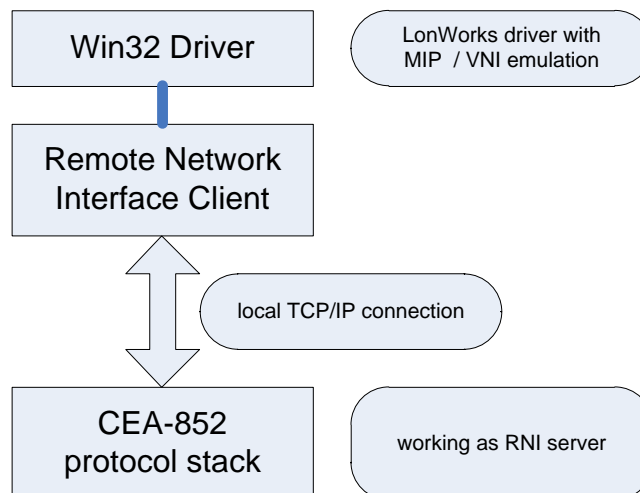 Win32 Driver
LonWorks driver with
MIP / VNI emulation
Remote Network
Interface Client
local TCP/IP connection
CEA-852
protocol stack
working as RNI server